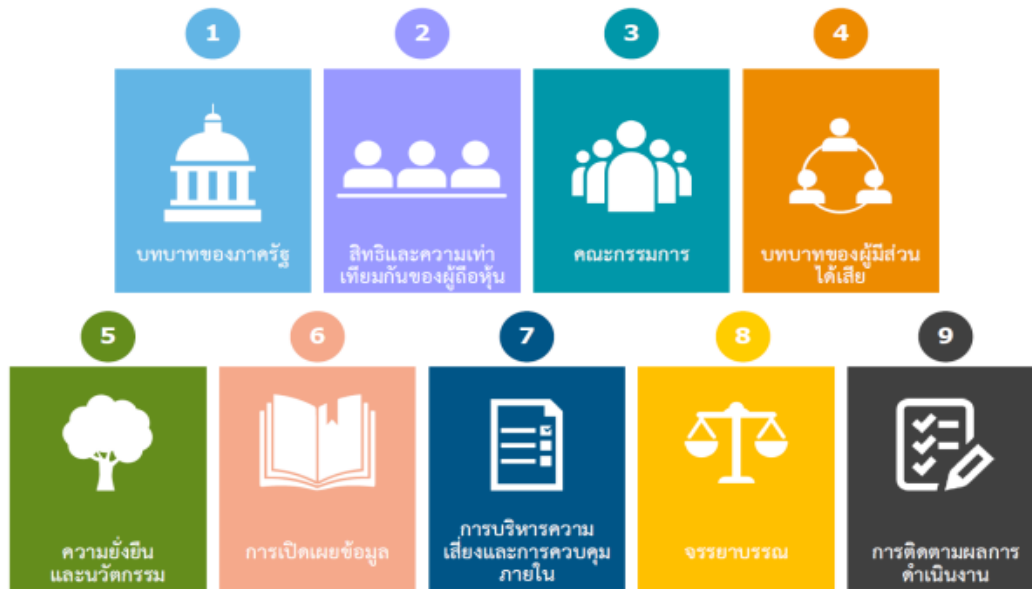 1
2
3
4
บทบาทของภาครัฐ
สิทธิและความเท่า
เทียมกันของผู้ถือหุ้น
คณะกรรมการ
บทบาทของผู้มีส่วน
ได้เสีย
5
6
7
8
9
ความยั่งยืน
และนวัตกรรม
การเปิดเผยข้อมูล
การบริหารความ
เสี่ยงและการควบคุม
ภายใน
จรรยาบรรณ
การติดตามผลการ
ดำเนินงาน